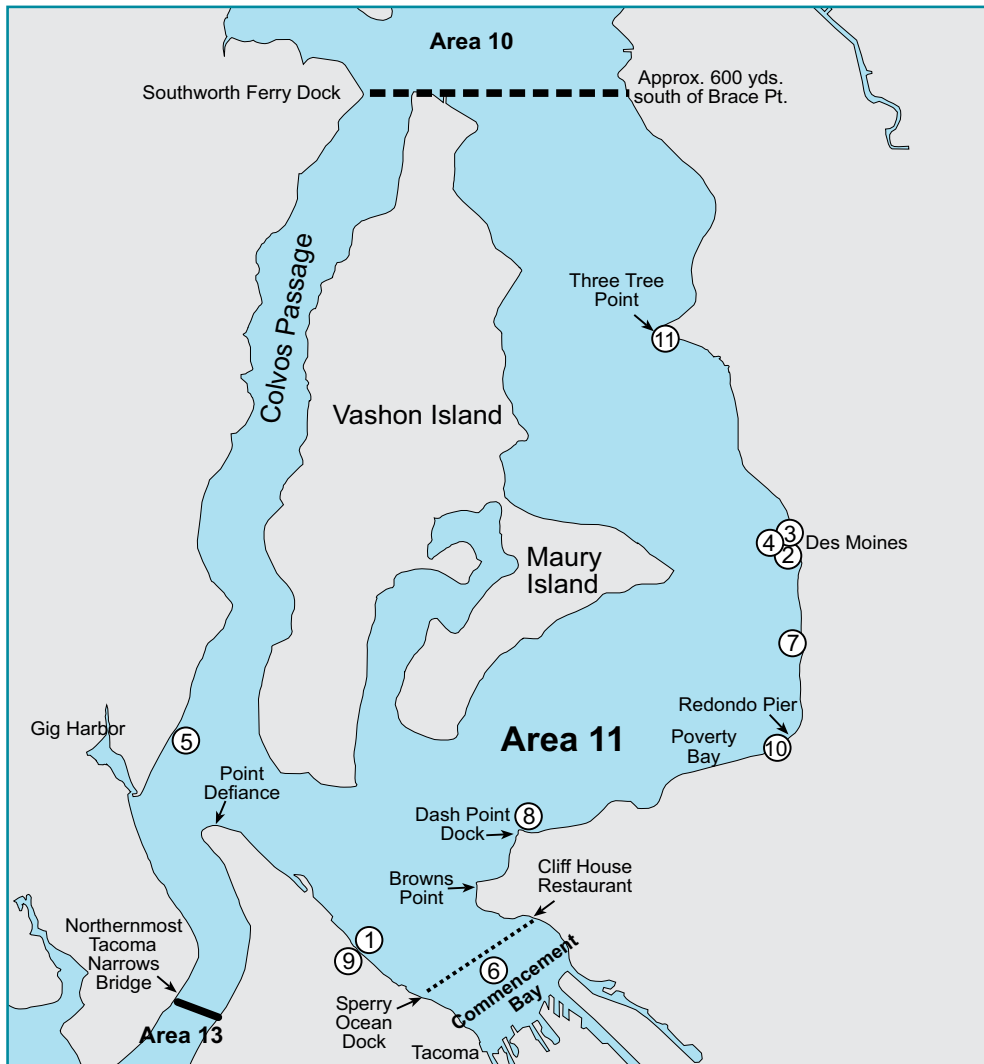 Area 10
Southworth Ferry Dock
Approx. 600 yds.
south of Brace Pt.
Colvos Passage
Three Tree
Point
11
Vashon Island
3
4
2
Des Moines
Maury
Island
7
Redondo Pier
Gig Harbor
5
Area 11
Poverty
Bay
10
Point
Defiance
Dash Point
Dock
8
Cliff House
Restaurant
Browns
Point
Northernmost
Tacoma
Narrows
Bridge
1
9
6
Commencement
Bay
Sperry
Ocean
Dock
Area 13
Tacoma